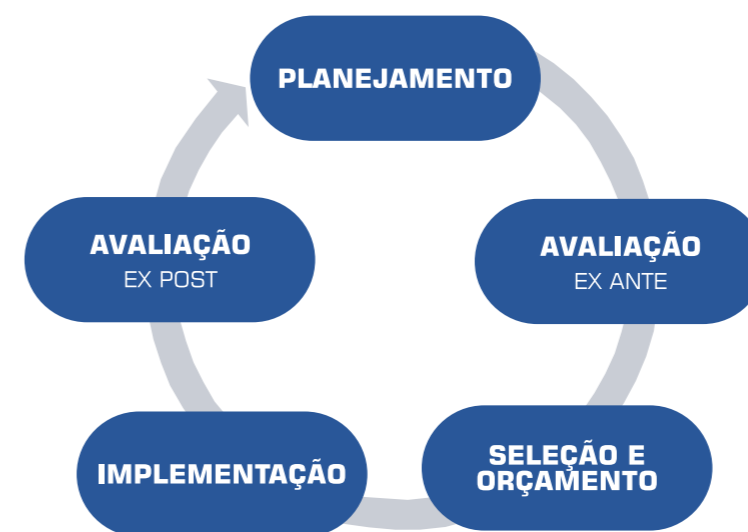 PLANEJAMENTO
AVALIAÇÃO
EX ANTE
SELEÇÃO E
ORÇAMENTO
IMPLEMENTAÇÃO
AVALIAÇÃO
EX POST